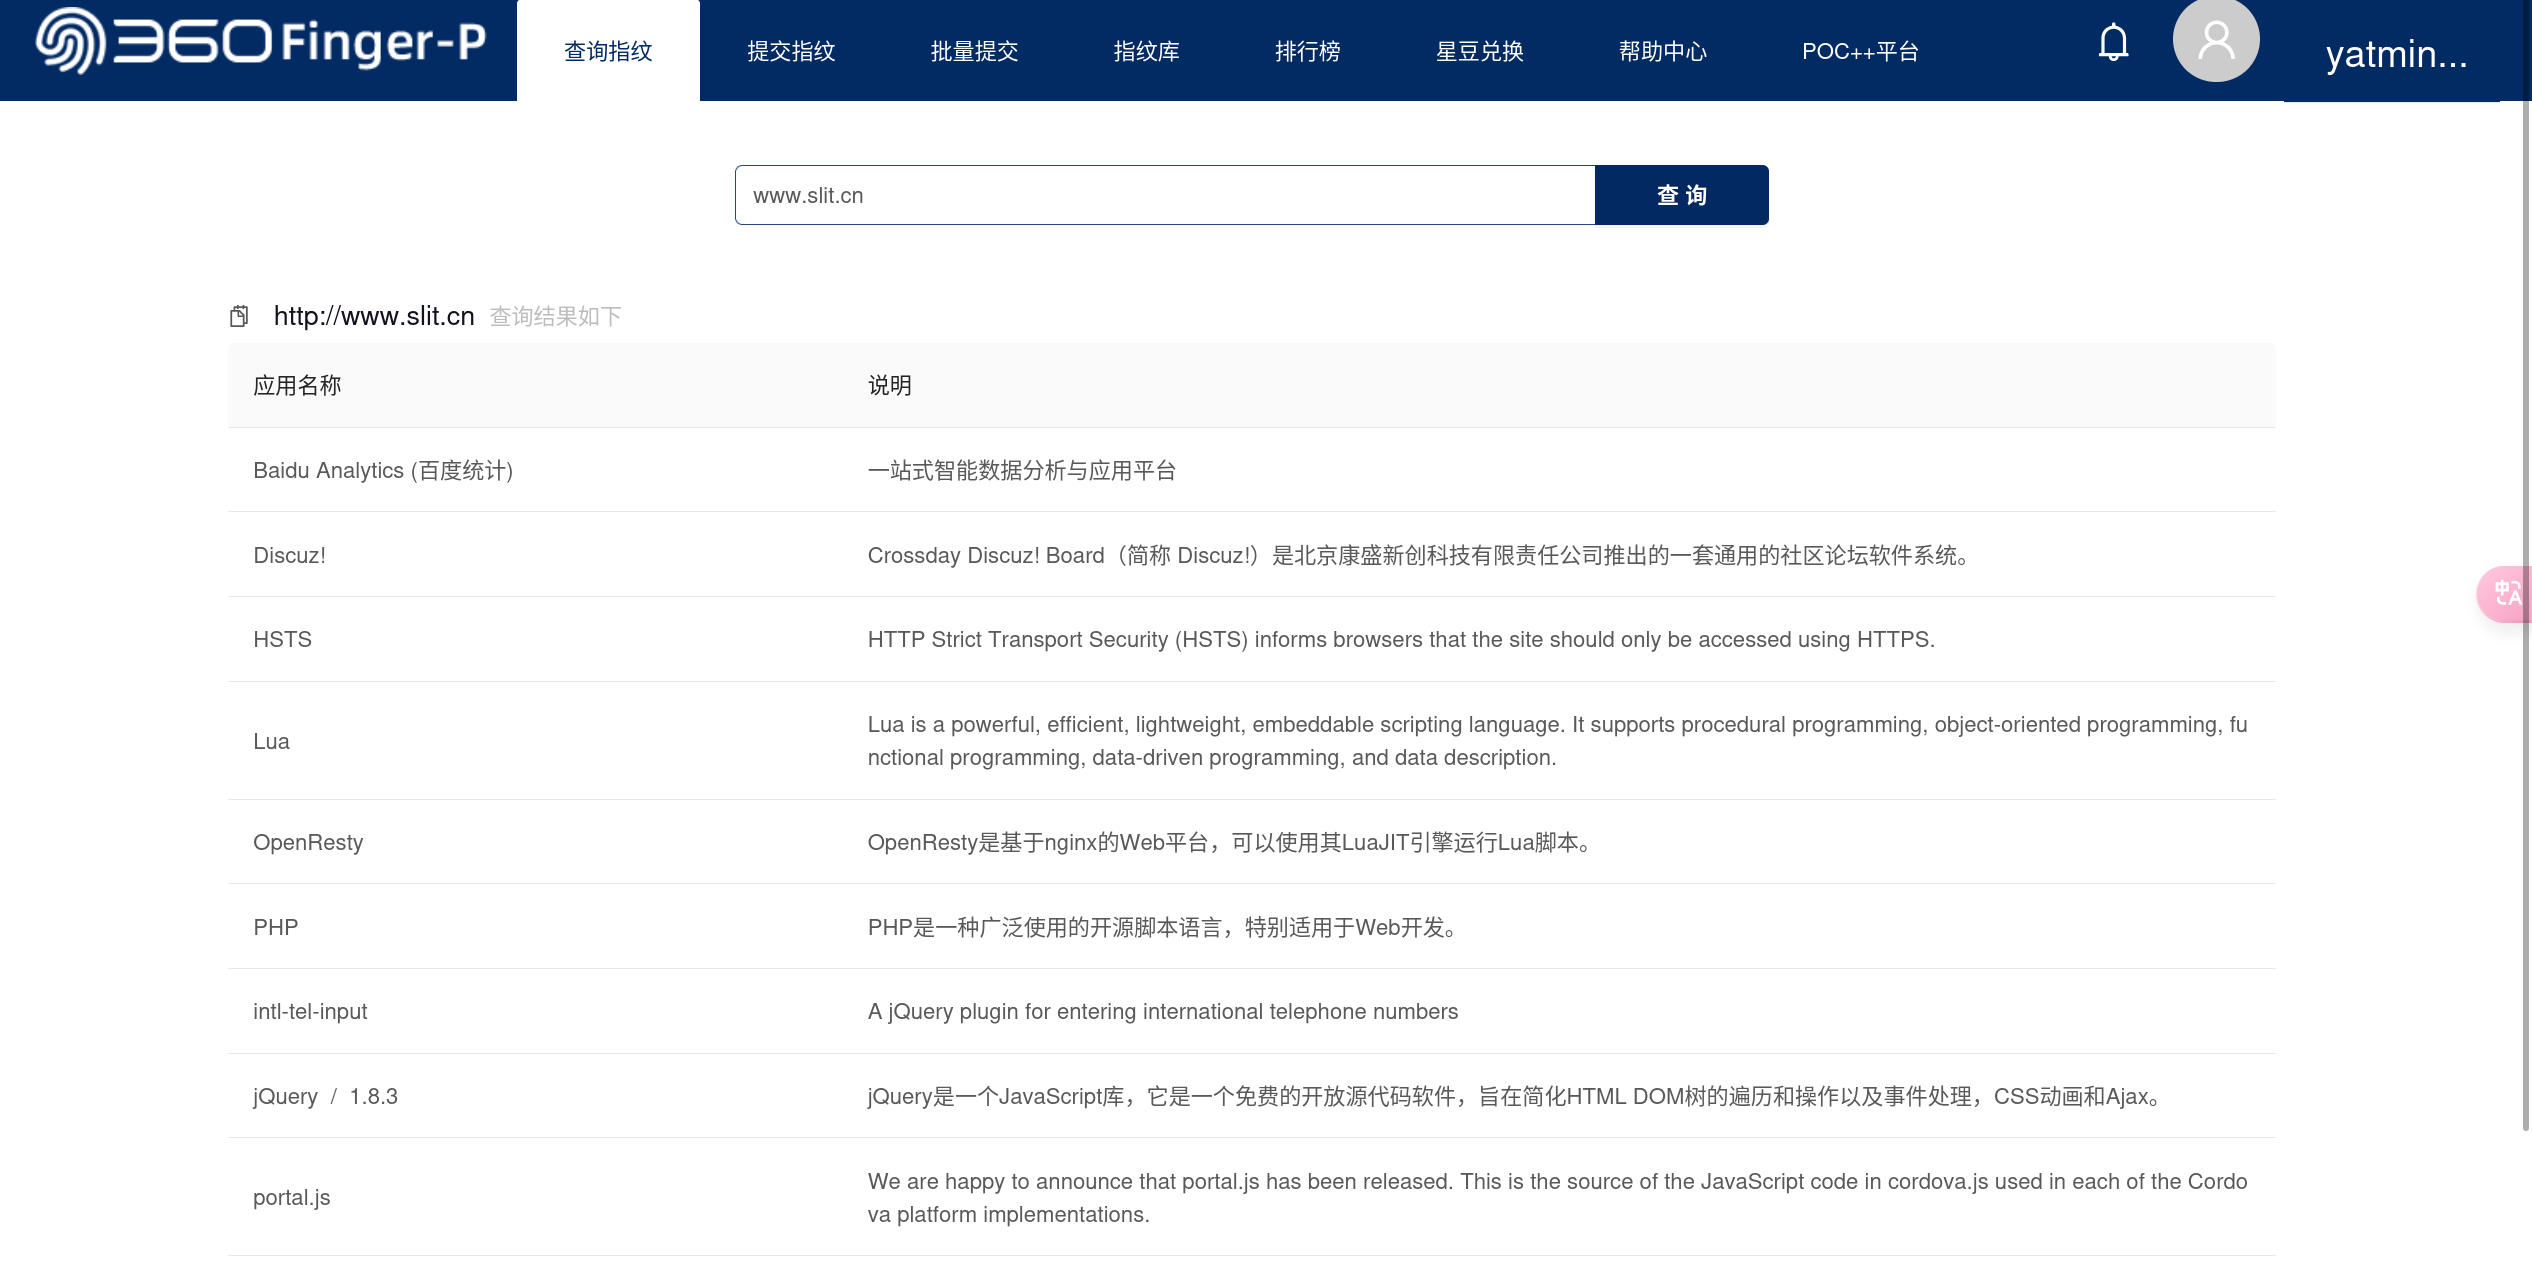 360 Finger-P
查询指纹
提交指纹
批量提交
指纹库
排行榜
星豆兑换
帮助中心
POC++平台
yatmin...
www.slit.cn
查 询
http://www.slit.cn 查询结果如下
应用名称
说明
Baidu Analytics (百度统计)
一站式智能数据分析与应用平台
Discuz!
Crossday Discuz! Board（简称 Discuz!）是北京康盛新创科技有限责任公司推出的一套通用的社区论坛软件系统。
HSTS
HTTP Strict Transport Security (HSTS) informs browsers that the site should only be accessed using HTTPS.
Lua
Lua is a powerful, efficient, lightweight, embeddable scripting language. It supports procedural programming, object-oriented programming, fu
nctional programming, data-driven programming, and data description.
OpenResty
OpenResty是基于nginx的Web平台，可以使用其LuaJIT引擎运行Lua脚本。
PHP
PHP是一种广泛使用的开源脚本语言，特别适用于Web开发。
intl-tel-input
A jQuery plugin for entering international telephone numbers
jQuery / 1.8.3
jQuery是一个JavaScript库，它是一个免费的开放源代码软件，旨在简化HTML DOM树的遍历和操作以及事件处理，CSS动画和Ajax。
portal.js
We are happy to announce that portal.js has been released. This is the source of the JavaScript code in cordova.js used in each of the Cordo
va platform implementations.
中A